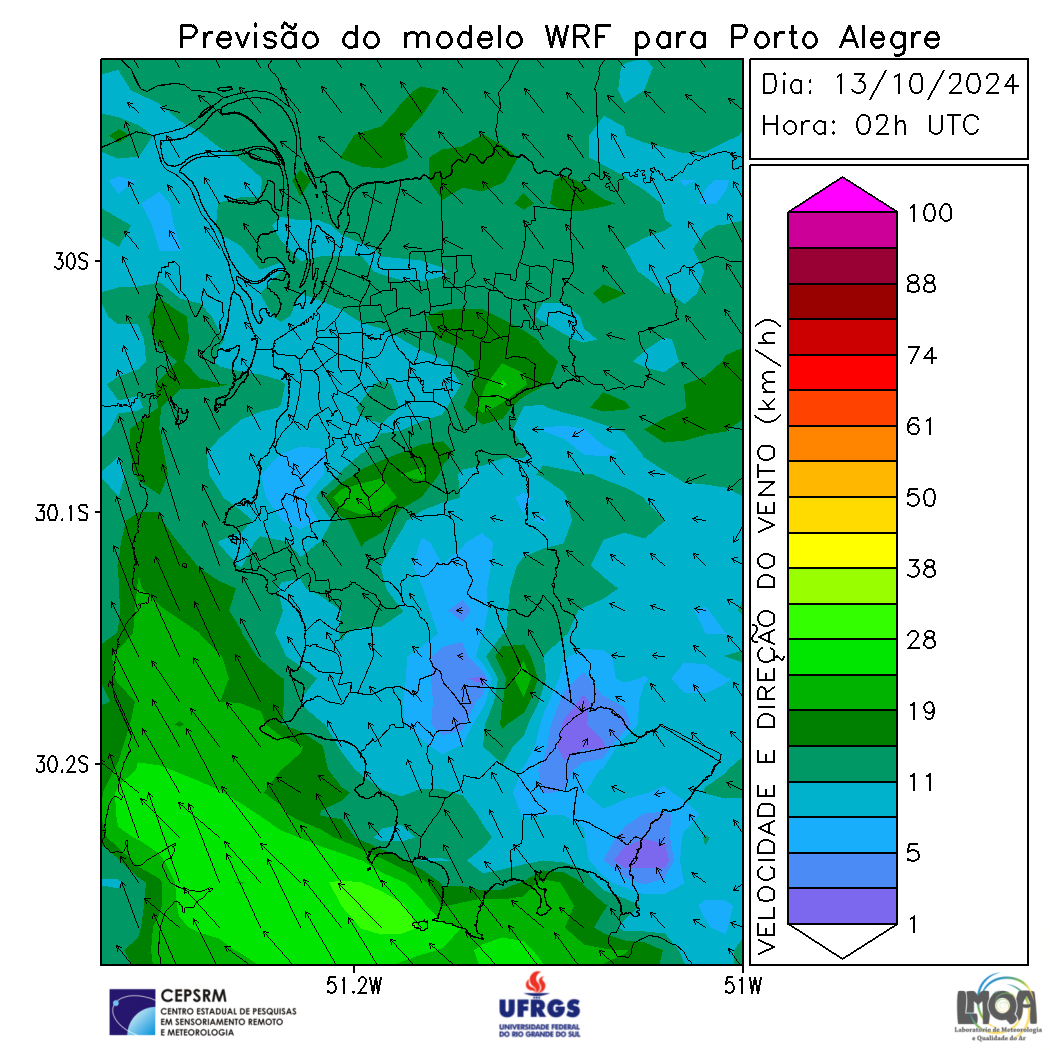 Previsão do modelo WRF para Porto Alegre
Dia: 13/10/2024
Hora: 02h UTC
30S
30.1S
30.2S
51.2W
51W
VELOCIDADE E DIREÇÃO DO VENTO (km/h)
100
88
74
61
50
38
28
19
11
5
1
CEPSRM
CENTRO ESTADUAL DE PESQUISAS
EM SENSORIAMENTO REMOTO
E METEOROLOGIA
UFRGS
UNIVERSIDADE FEDERAL
DO RIO GRANDE DO SUL
LMQA
Laboratório de Meteorologia
e Qualidade do Ar